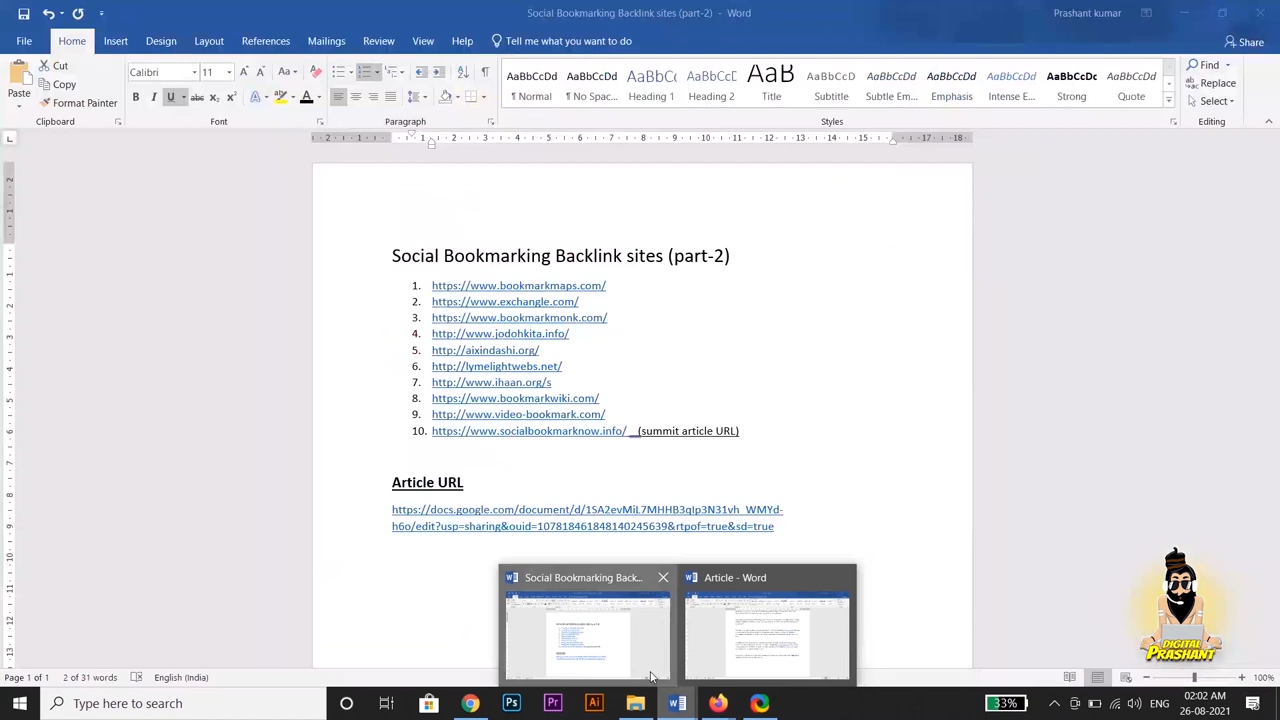 Social Bookmarking Backlink sites (part-2) - Word
Prashant kumar
File Home Insert Design Layout References Mailings Review View Help Tell me what you want to do Share
Paste
Cut
Copy
Format Painter
Calibri 11
AaBbCcDd AaBbCcDd AaBbCc AaBbCcD AaB AaBbCcD AaBbCcDd AaBbCcDd AaBbCcDd AaBbCcDc AaBbCcDd
¶ Normal ¶ No Spac... Heading 1 Heading 2 Title Subtitle Subtle Em... Emphasis Intense E... Strong Quote
Find
Replace
Select
Clipboard Font Paragraph Styles Editing
Social Bookmarking Backlink sites (part-2)
1. https://www.bookmarkmaps.com/
2. https://www.exchangle.com/
3. https://www.bookmarkmonk.com/
4. http://www.jodohkita.info/
5. http://aixindashi.org/
6. http://lymelightwebs.net/
7. http://www.ihaan.org/s
8. https://www.bookmarkwiki.com/
9. http://www.video-bookmark.com/
10. https://www.socialbookmarknow.info/ (summit article URL)
Article URL
https://docs.google.com/document/d/1SA2evMiL7MHHB3qIp3N31vh_WMYd-
h6o/edit?usp=sharing&ouid=107818461848140245639&rtpof=true&sd=true
Social Bookmarking Back...
Article - Word
DIGITAL
PRASHANT
Page 1 of 1 2 of 31 words English (India) 100%
Type here to search
33%
02:02 AM
26-08-2021